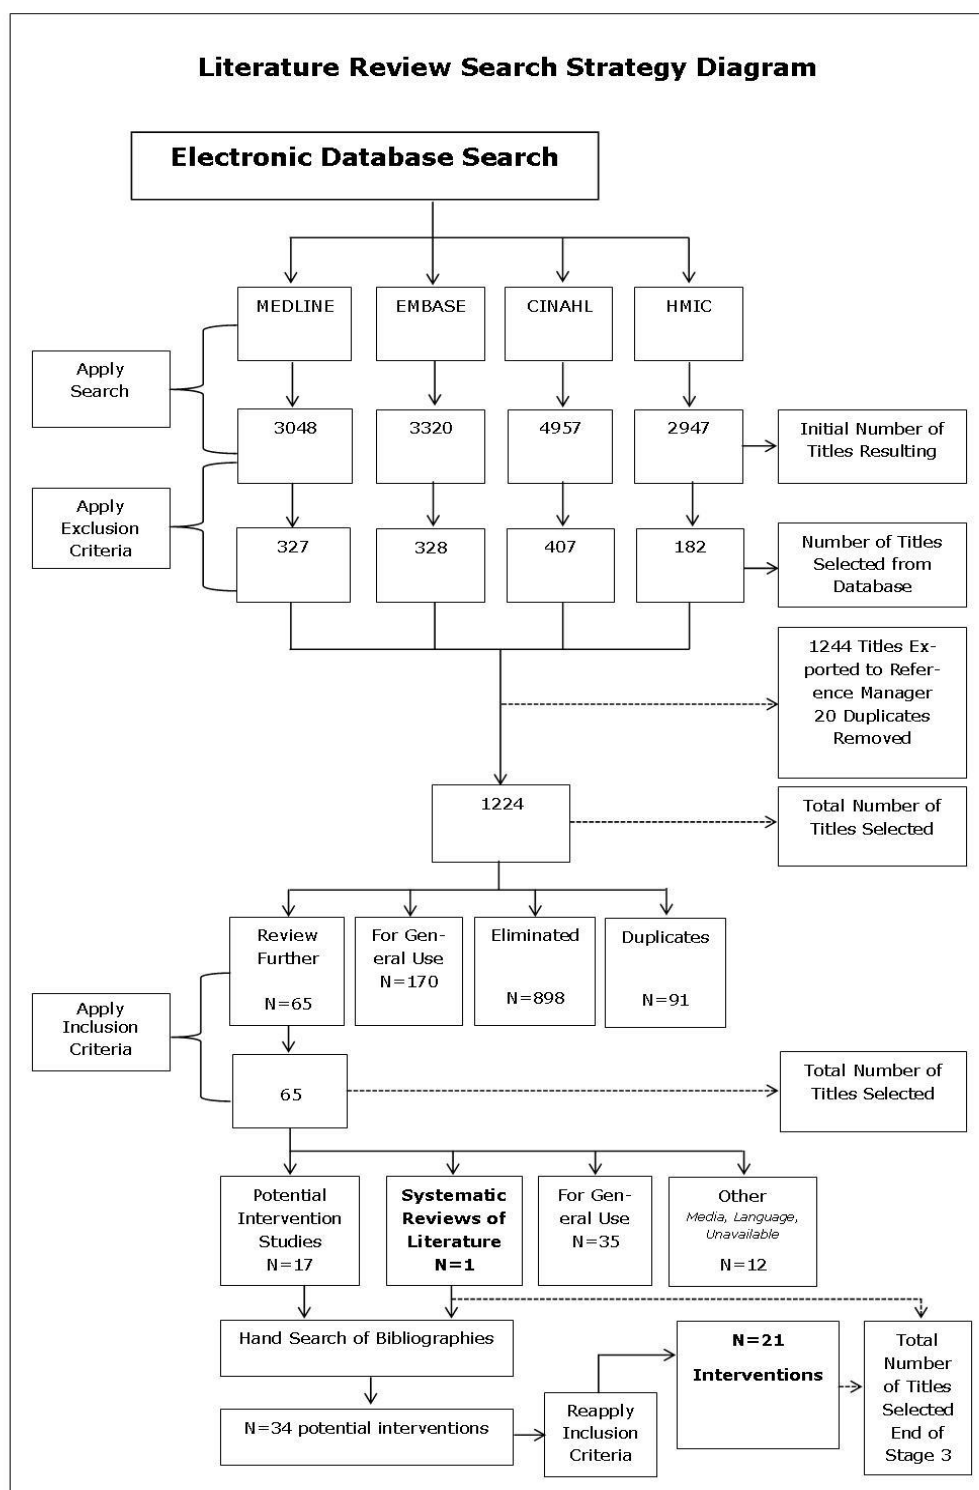 Literature Review Search Strategy Diagram
Electronic Database Search
MEDLINE
EMBASE
CINAHL
HMIC
Apply
Search
3048
3320
4957
2947
Initial Number of
Titles Resulting
Apply
Exclusion
Criteria
327
328
407
182
Number of Titles
Selected from
Database
1244 Titles Ex-
ported to Refer-
ence Manager
20 Duplicates
Removed
1224
Total Number of
Titles Selected
Review
Further
N=65
For Gen-
eral Use
N=170
Eliminated
N=898
Duplicates
N=91
Apply
Inclusion
Criteria
65
Total Number of
Titles Selected
Potential
Intervention
Studies
N=17
Systematic
Reviews of
Literature
N=1
For Gen-
eral Use
N=35
Other
Media, Language,
Unavailable
N=12
Hand Search of Bibliographies
N=34 potential interventions
Reapply
Inclusion
Criteria
N=21
Interventions
Total
Number
of Titles
Selected
End of
Stage 3